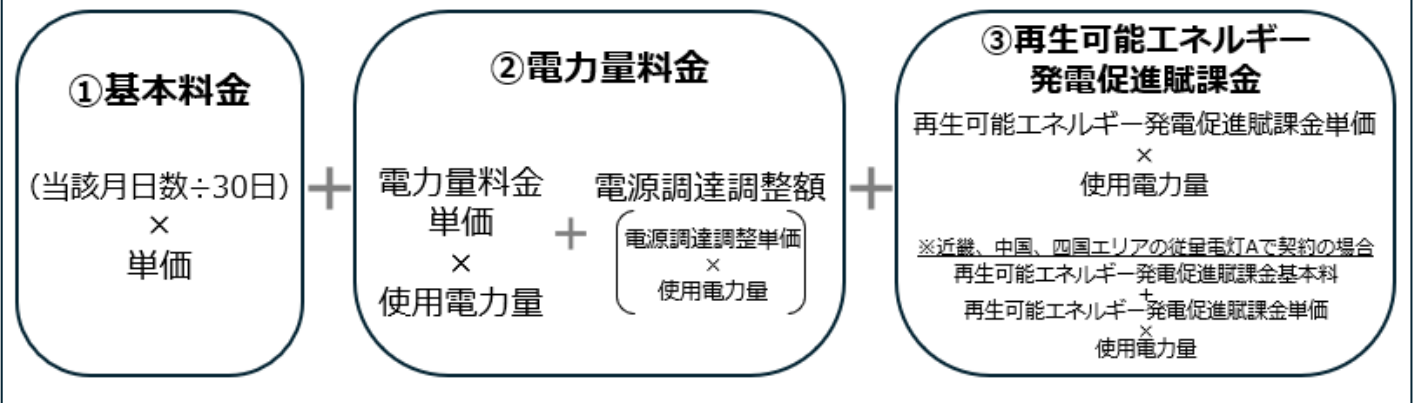 ①基本料金
（当該月日数÷30日）
×
単価
+
②電力量料金
電力量料金
単価
×
使用電力量
+
電源調達調整額
電源調達調整単価
×
使用電力量
+
③再生可能エネルギー
発電促進賦課金
再生可能エネルギー発電促進賦課金単価
×
使用電力量
※近畿、中国、四国エリアの従量電灯Aで契約の場合
再生可能エネルギー発電促進賦課金基本料
+
再生可能エネルギー発電促進賦課金単価
×
使用電力量